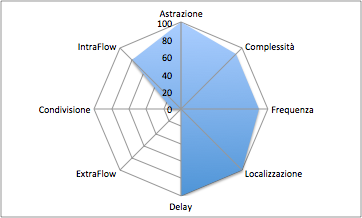 Astrazione
100
IntraFlow
Complessità
80
60
40
20
Condivisione
0
Frequenza
ExtraFlow
Localizzazione
Delay